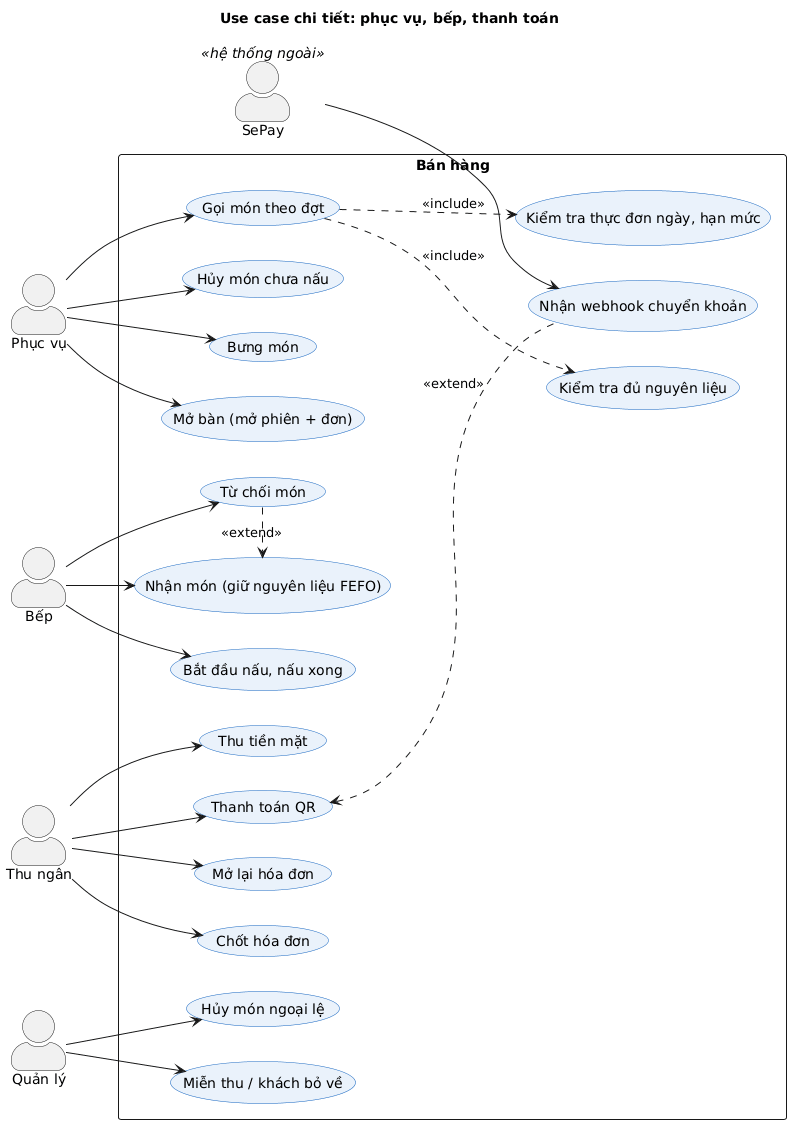 Use case chi tiết: phục vụ, bếp, thanh toán
«hệ thống ngoài»
SePay
Bán hàng
Gọi món theo đợt
«include»
Kiểm tra thực đơn ngày, hạn mức
«include»
Hủy món chưa nấu
Nhận webhook chuyển khoản
Phục vụ
Bưng món
«extend»
Kiểm tra đủ nguyên liệu
Mở bàn (mở phiên + đơn)
Từ chối món
«extend»
Nhận món (giữ nguyên liệu FEFO)
Bếp
Bắt đầu nấu, nấu xong
Thu tiền mặt
Thanh toán QR
Thu ngân
Mở lại hóa đơn
Chốt hóa đơn
Hủy món ngoại lệ
Quản lý
Miễn thu / khách bỏ về